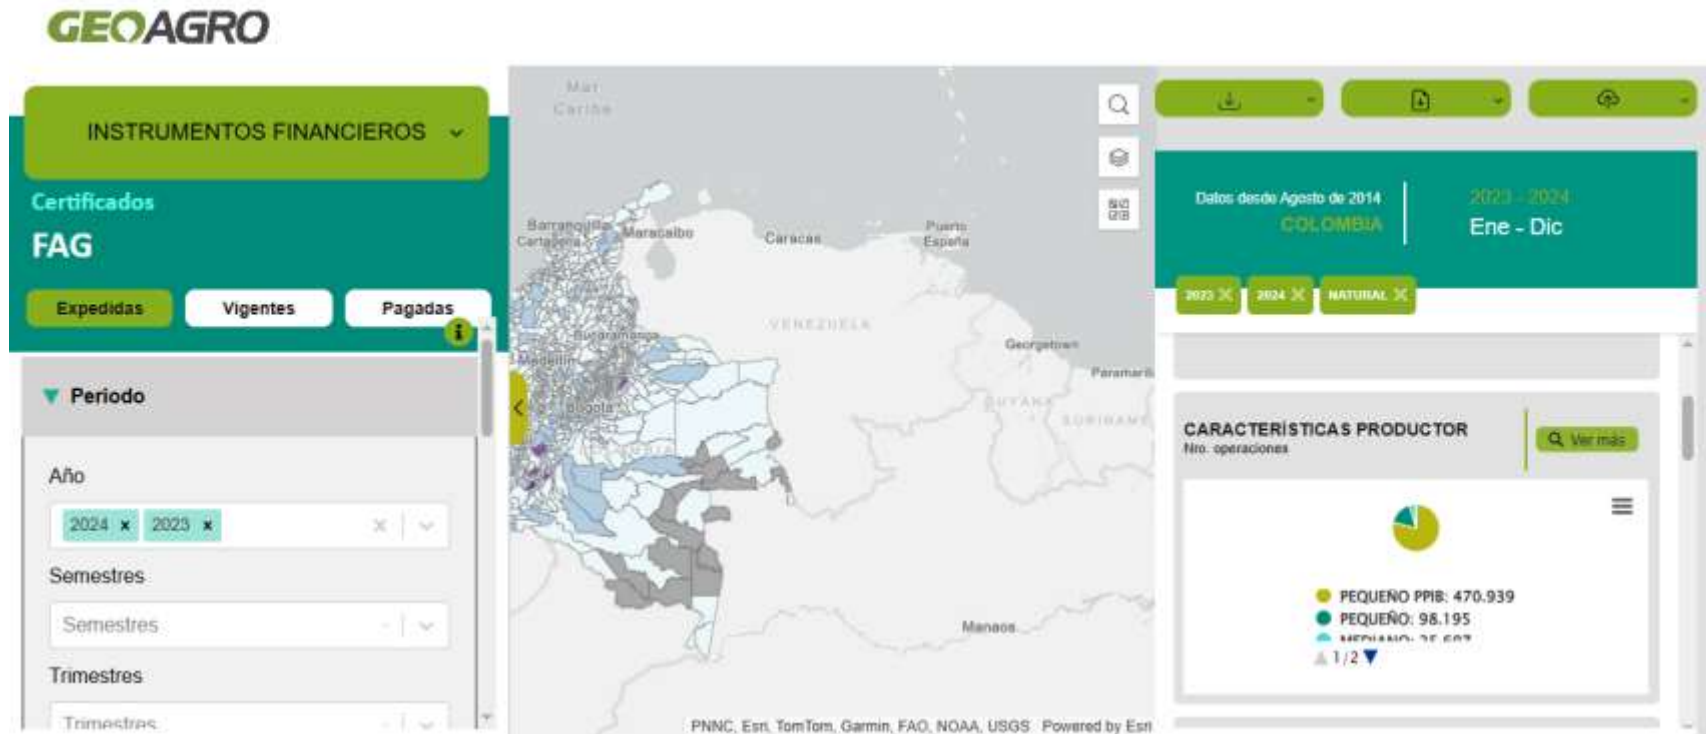 GEOAGRO
INSTRUMENTOS FINANCIEROS
Certificados
FAG
Expedidas
Vigentes
Pagadas
i
Periodo
Año
2024 x 2023 x
Semestres
Semestres
Trimestres
Trimestres
Mar
Caribe
Barranquilla
Cartagena
Maracaibo
Caracas
Puerto
España
VENEZUELA
Bucaramanga
Medellín
Bogotá
COLOMBIA
Georgetown
Paramari
GUYANA
SURINAME
Manaos
PNNC, Esri, TomTom, Garmin, FAO, NOAA, USGS Powered by Esri
Datos desde Agosto de 2014
COLOMBIA
2023 - 2024
Ene - Dic
2023 X
2024 X
NATURAL X
CARACTERÍSTICAS PRODUCTOR
Nro. operaciones
Ver más
PEQUEÑO PPIB: 470.939
PEQUEÑO: 98.195
1/2